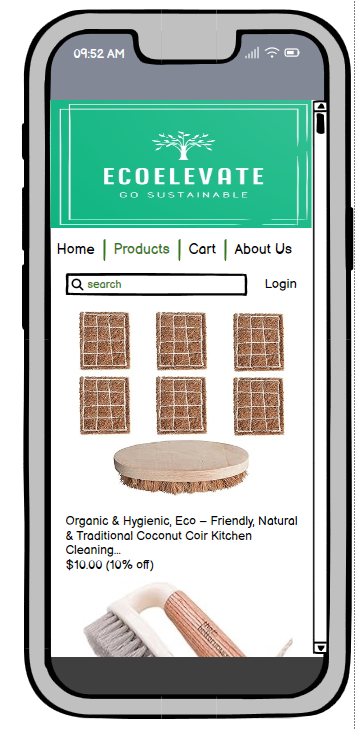 09:52 AM
ECOELEVATE
GO SUSTAINABLE
Home Products Cart About Us
search Login
Organic & Hygienic, Eco – Friendly, Natural
& Traditional Coconut Coir Kitchen
Cleaning...
$10.00 (10% off)